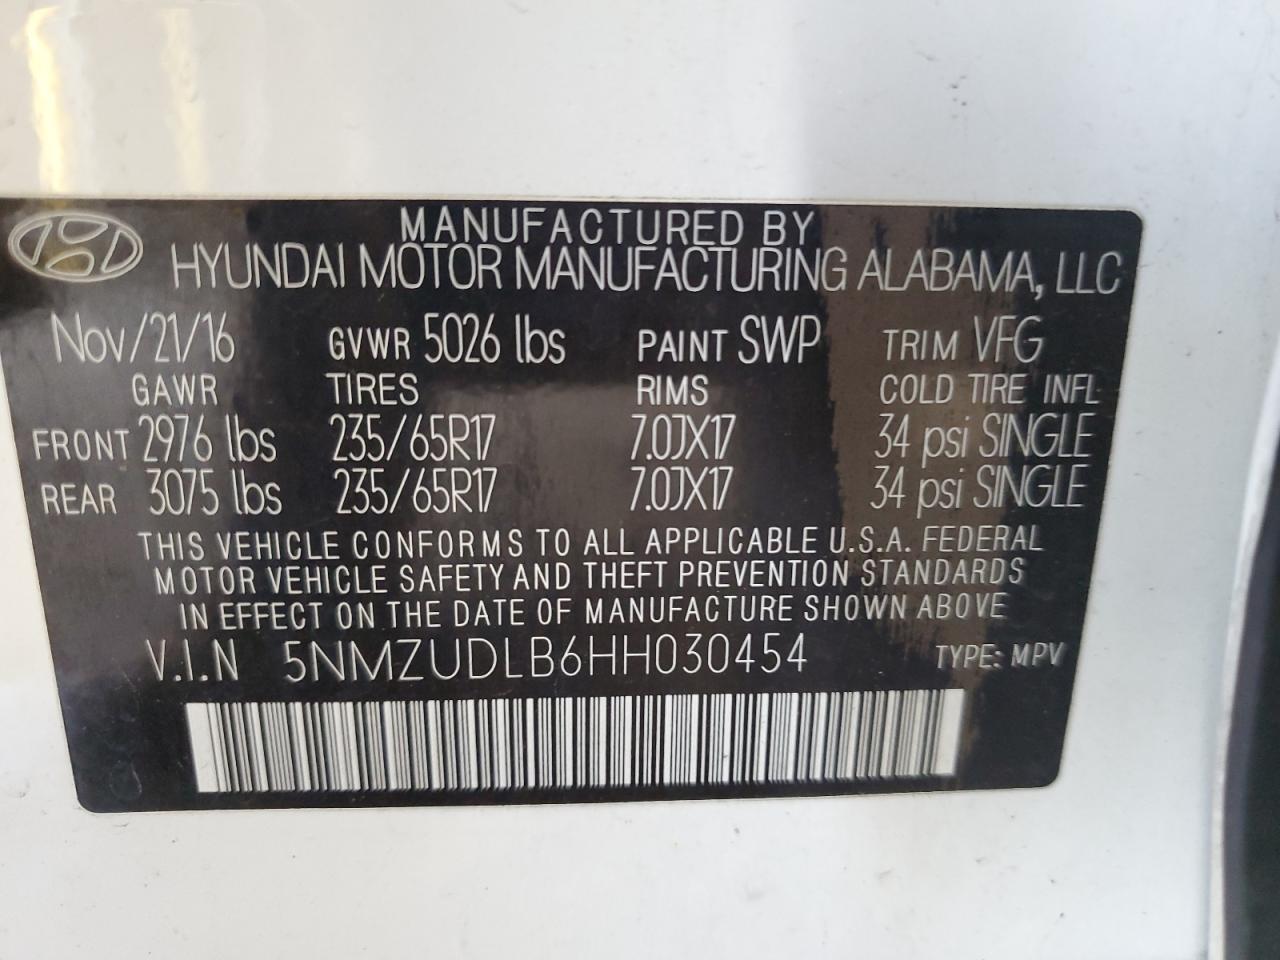 MANUFACTURED BY
HYUNDAI MOTOR MANUFACTURING ALABAMA, LLC
Nov/21/16 GVWR 5026 lbs PAINT SWP TRIM VFG
GAWR TIRES RIMS COLD TIRE INFL
FRONT 2976 lbs 235/65R17 7.0JX17 34 psi SINGLE
REAR 3075 lbs 235/65R17 7.0JX17 34 psi SINGLE
THIS VEHICLE CONFORMS TO ALL APPLICABLE U.S.A. FEDERAL
MOTOR VEHICLE SAFETY AND THEFT PREVENTION STANDARDS
IN EFFECT ON THE DATE OF MANUFACTURE SHOWN ABOVE
V.I.N 5NMZUDLB6HH030454 TYPE: MPV